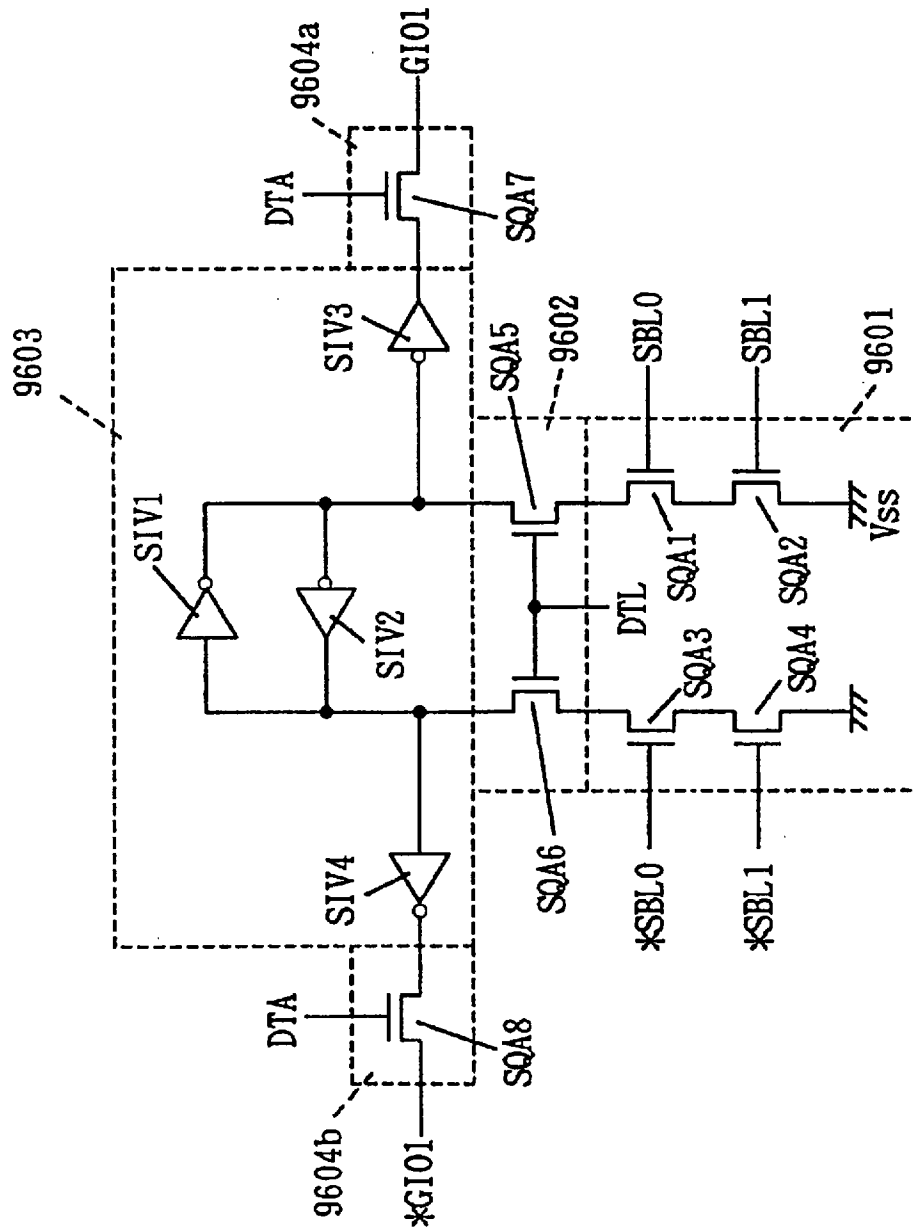 9603
9604a
GIO1
DTA
SQA7
SIV3
SIV1
SIV2
SIV4
DTA
SQA8
9604b
*GIO1
9602
SQA5
SBL0
SBL1
9601
SQA1
SQA2
Vss
DTL
SQA3
SQA4
SQA6
*SBL0
*SBL1